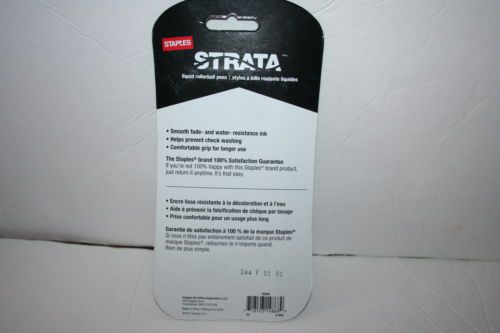 STAPLES
STRATA™
liquid rollerball pens | stylos à bille roulante liquides
• Smooth fade- and water- resistance ink
• Helps prevent check washing
• Comfortable grip for longer use
The Staples® brand 100% Satisfaction Guarantee
If you're not 100% happy with this Staples® brand product,
just return it anytime. It's that easy.
• Encre lisse résistante à la décoloration et à l'eau
• Aide à prévenir la falsification de chèque par lavage
• Prise confortable pour un usage plus long
Garantie de satisfaction à 100 % de la marque Staples®
Si vous n'êtes pas entièrement satisfait de ce produit de
marque Staples®, retournez-le n'importe quand.
Rien de plus simple.
344 F 01 01